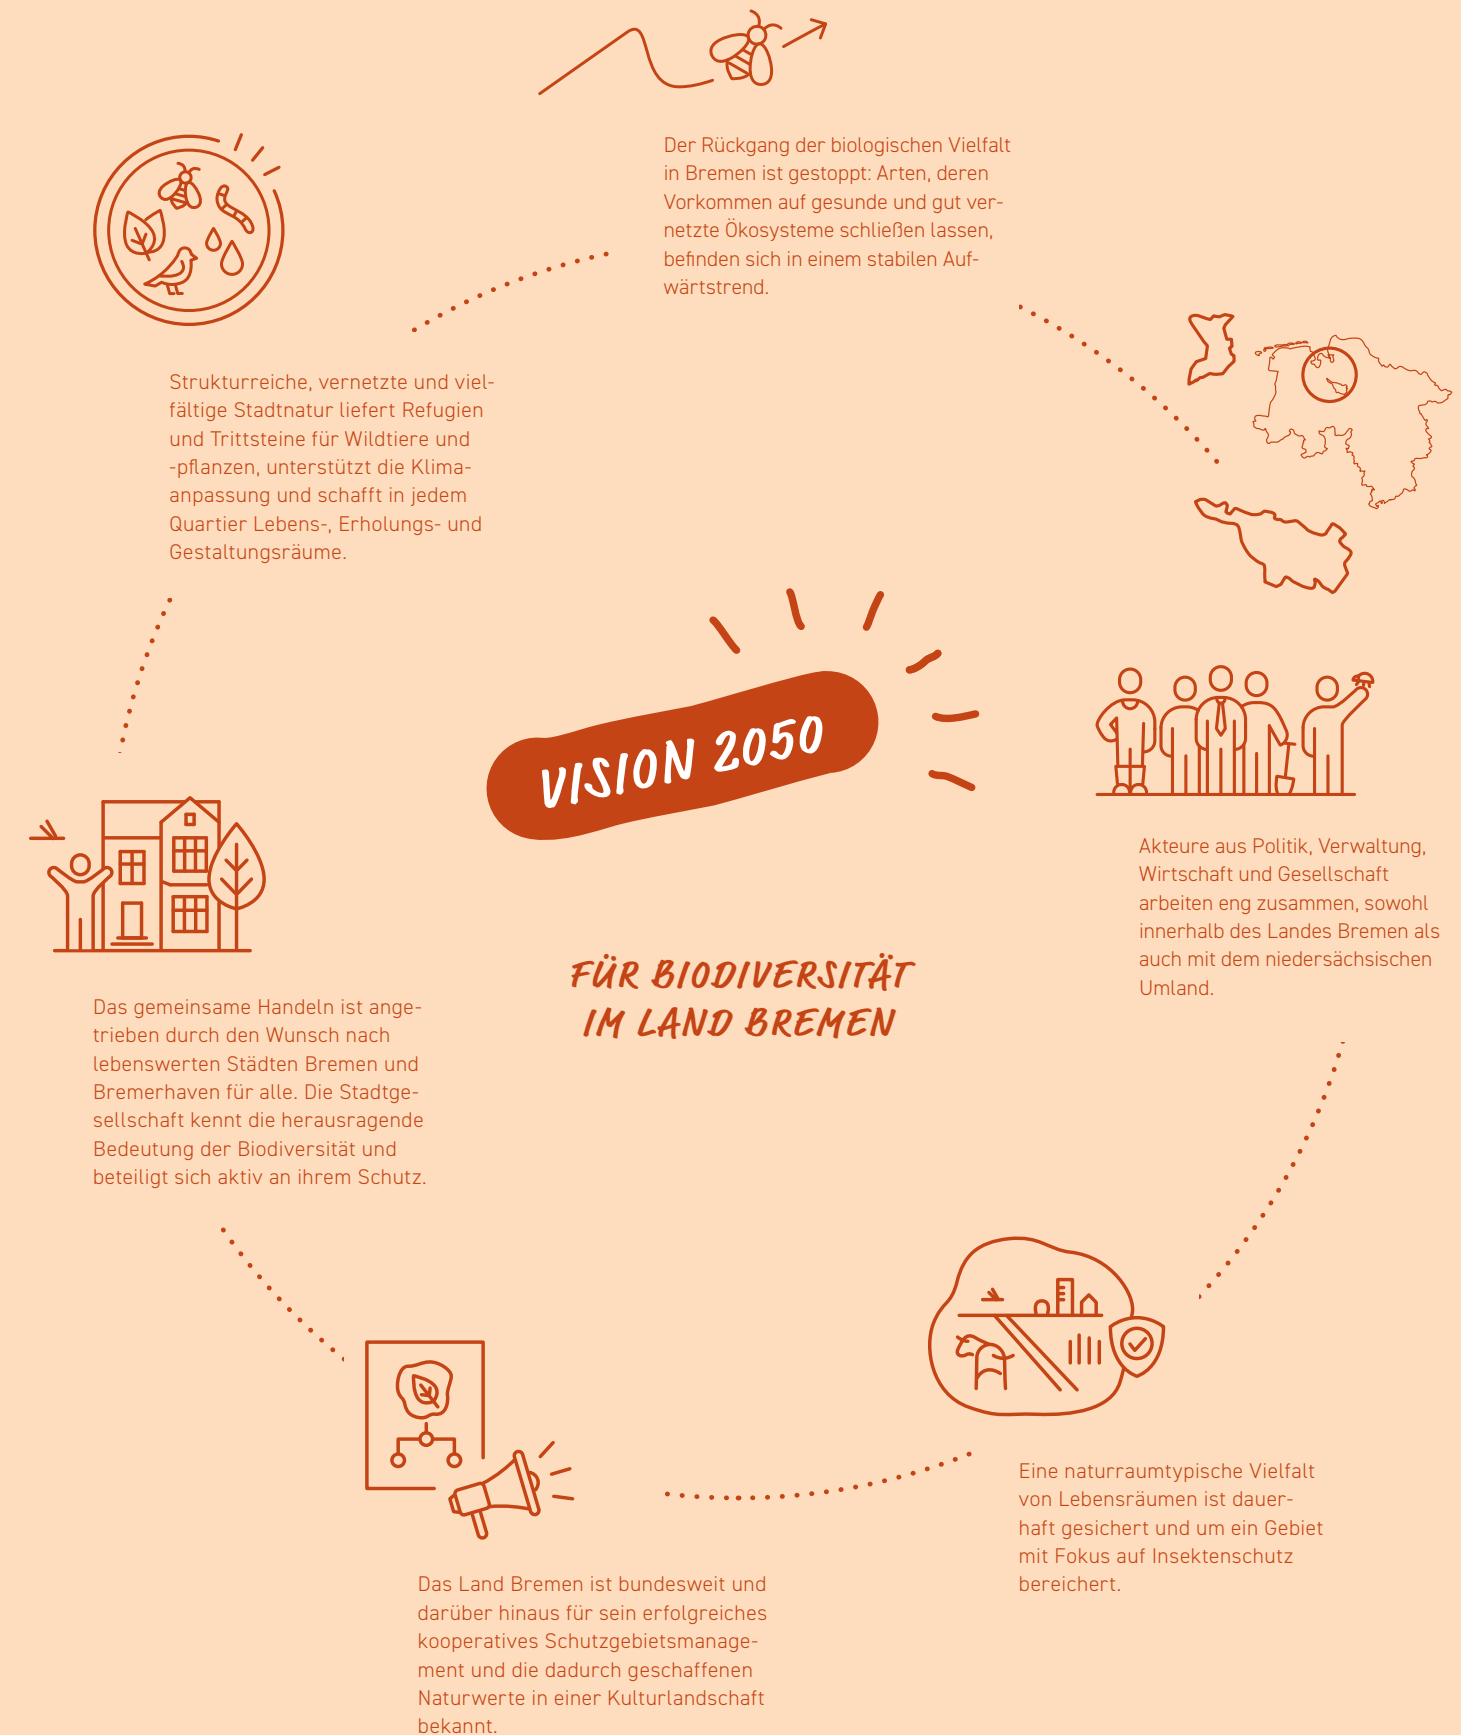 Der Rückgang der biologischen Vielfalt
in Bremen ist gestoppt: Arten, deren
Vorkommen auf gesunde und gut ver-
netzte Ökosysteme schließen lassen,
befinden sich in einem stabilen Auf-
wärtstrend.
Strukturreiche, vernetzte und viel-
fältige Stadtnatur liefert Refugien
und Trittsteine für Wildtiere und
-pflanzen, unterstützt die Klima-
anpassung und schafft in jedem
Quartier Lebens-, Erholungs- und
Gestaltungsräume.
VISION 2050
FÜR BIODIVERSITÄT
IM LAND BREMEN
Akteure aus Politik, Verwaltung,
Wirtschaft und Gesellschaft
arbeiten eng zusammen, sowohl
innerhalb des Landes Bremen als
auch mit dem niedersächsischen
Umland.
Das gemeinsame Handeln ist ange-
trieben durch den Wunsch nach
lebenswerten Städten Bremen und
Bremerhaven für alle. Die Stadtge-
sellschaft kennt die herausragende
Bedeutung der Biodiversität und
beteiligt sich aktiv an ihrem Schutz.
Eine naturraumtypische Vielfalt
von Lebensräumen ist dauer-
haft gesichert und um ein Gebiet
mit Fokus auf Insektenschutz
bereichert.
Das Land Bremen ist bundesweit und
darüber hinaus für sein erfolgreiches
kooperatives Schutzgebietsmanage-
ment und die dadurch geschaffenen
Naturwerte in einer Kulturlandschaft
bekannt.